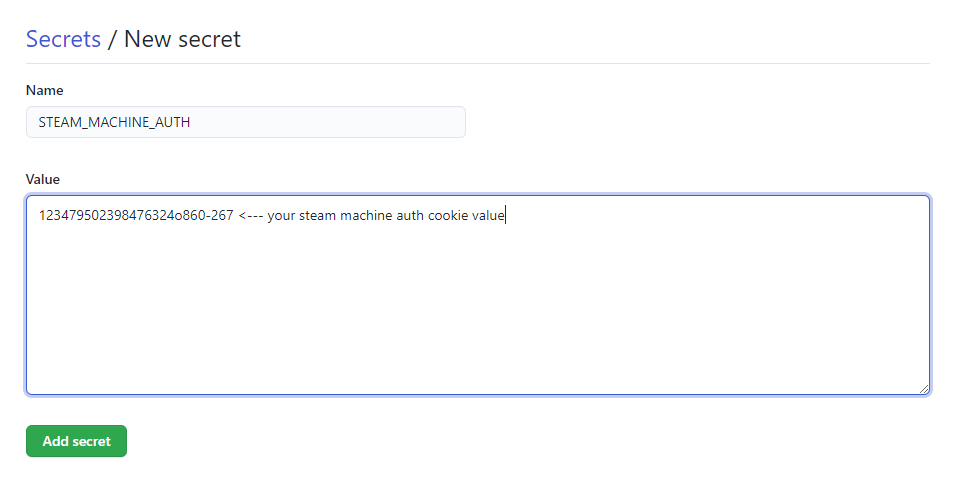 Secrets / New secret
Name
STEAM_MACHINE_AUTH
Value
123479502398476324o860-267 <--- your steam machine auth cookie value
Add secret